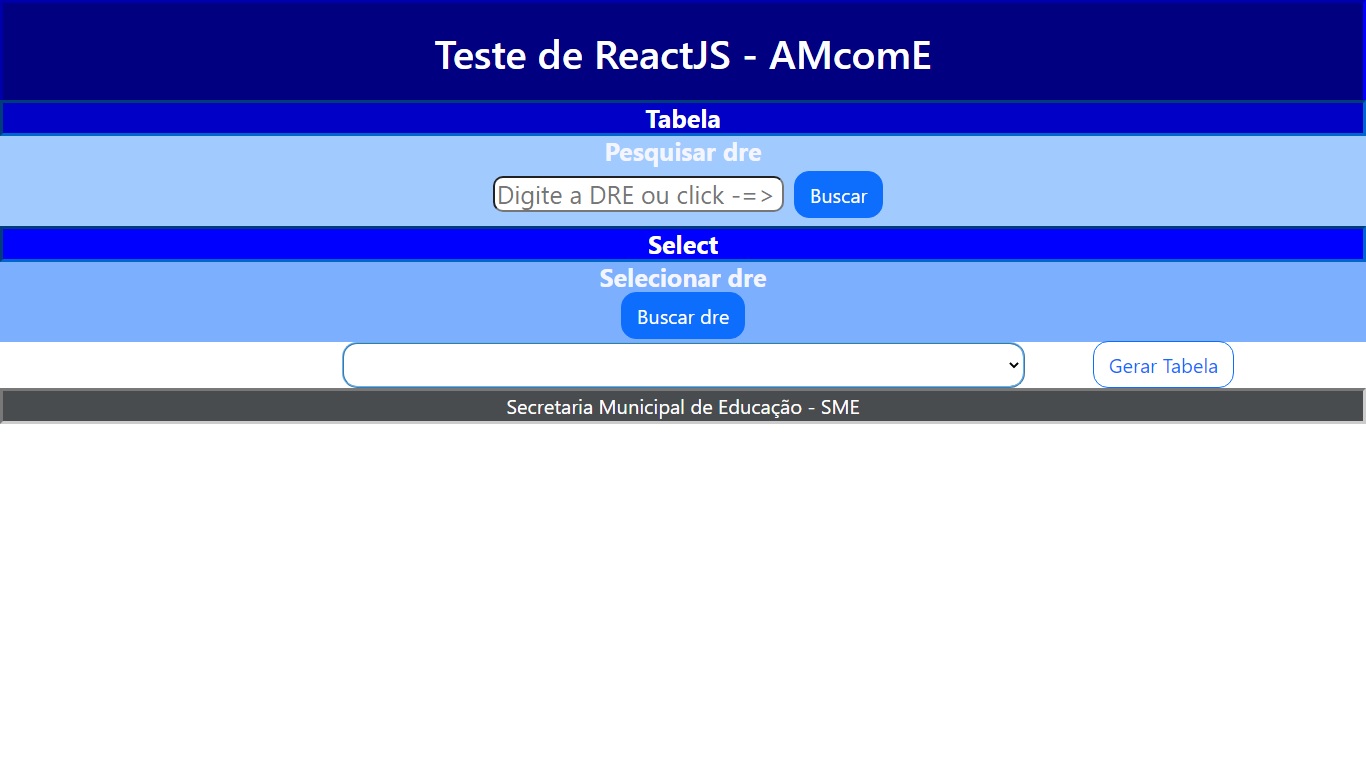 Teste de ReactJS - AMcomE
Tabela
Pesquisar dre
Digite a DRE ou click -=> Buscar
Select
Selecionar dre
Buscar dre
Gerar Tabela
Secretaria Municipal de Educação - SME